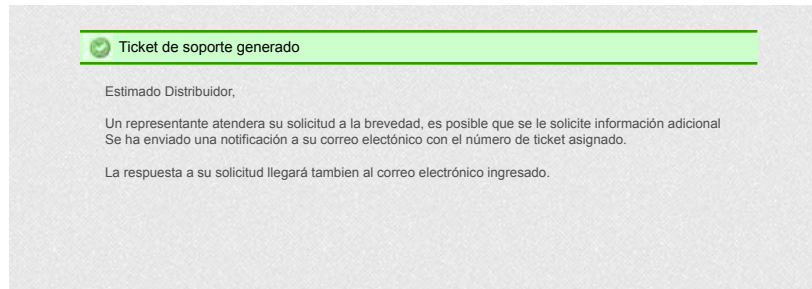 Ticket de soporte generado
Estimado Distribuidor,
Un representante atendera su solicitud a la brevedad, es posible que se le solicite información adicional
Se ha enviado una notificación a su correo electónico con el número de ticket asignado.
La respuesta a su solicitud llegará tambien al correo electrónico ingresado.